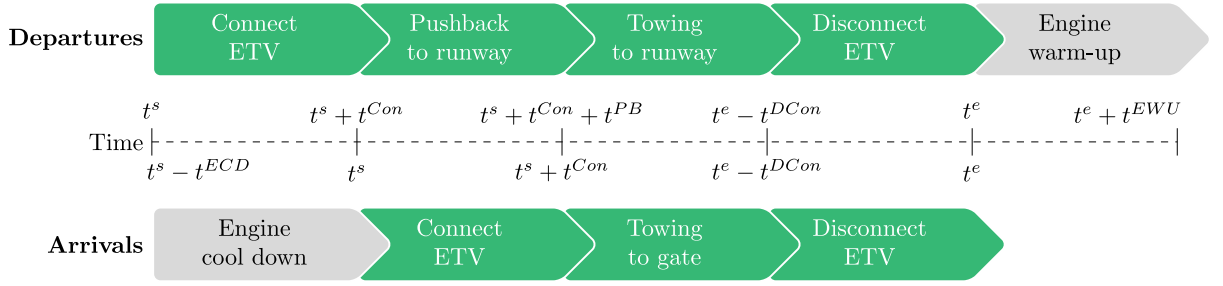 Departures
Connect
ETV
Pushback
to runway
Towing
to runway
Disconnect
ETV
Engine
warm-up
t^s
t^s + t^{Con}
t^s + t^{Con} + t^{PB}
t^e − t^{DCon}
t^e
t^e + t^{EWU}
Time
t^s − t^{ECD}
t^s
t^s + t^{Con}
t^e − t^{DCon}
t^e
Arrivals
Engine
cool down
Connect
ETV
Towing
to gate
Disconnect
ETV